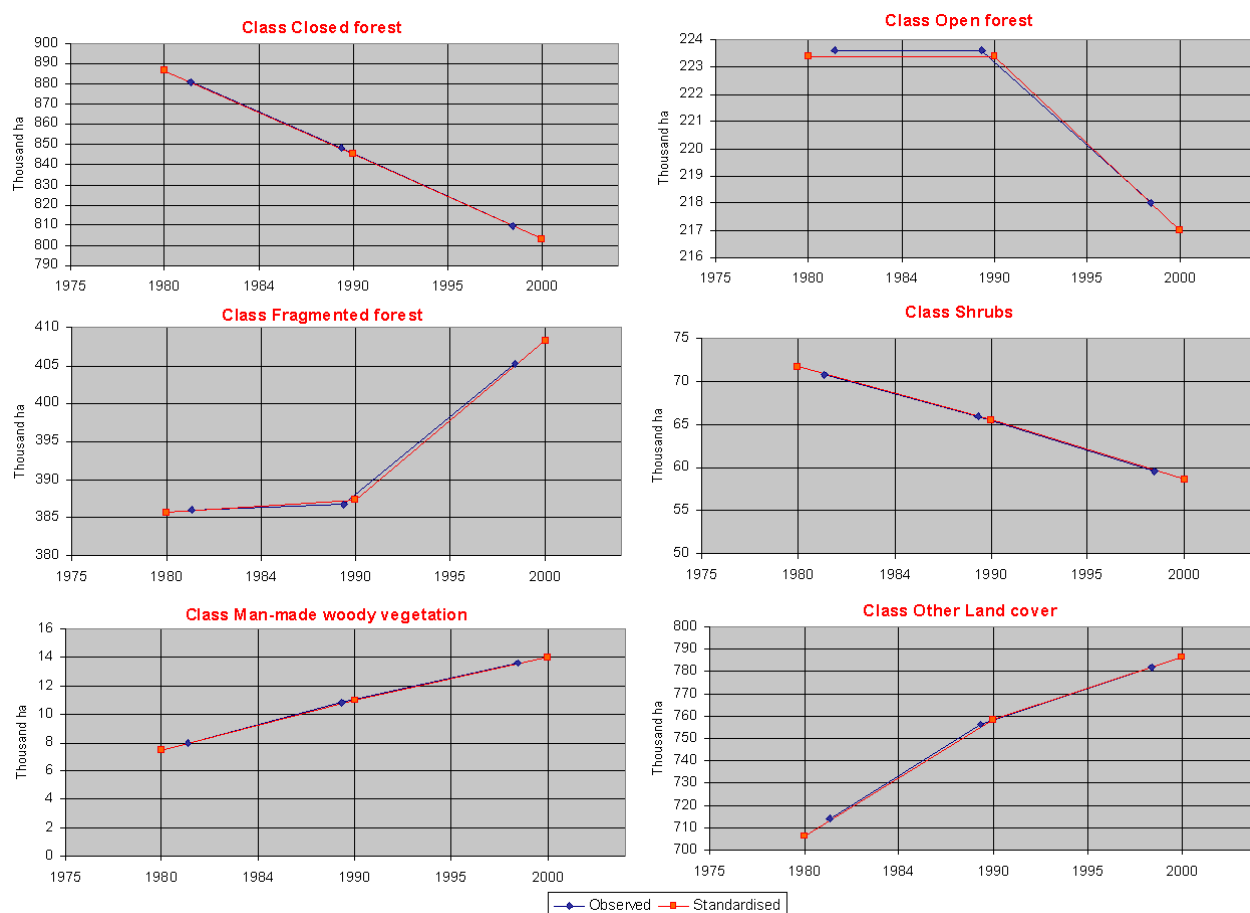 Class Closed forest
Thousand ha
900
890
880
870
860
850
840
830
820
810
800
790
1975 1980 1984 1990 1995 2000
Class Open forest
Thousand ha
224
223
222
221
220
219
218
217
216
1975 1980 1984 1990 1995 2000
Class Fragmented forest
Thousand ha
410
405
400
395
390
385
380
1975 1980 1984 1990 1995 2000
Class Shrubs
Thousand ha
75
70
65
60
55
50
1975 1980 1984 1990 1995 2000
Class Man-made woody vegetation
Thousand ha
16
14
12
10
8
6
4
2
0
1975 1980 1984 1990 1995 2000
Class Other Land cover
Thousand ha
800
790
780
770
760
750
740
730
720
710
700
1975 1980 1984 1990 1995 2000
Observed Standardised